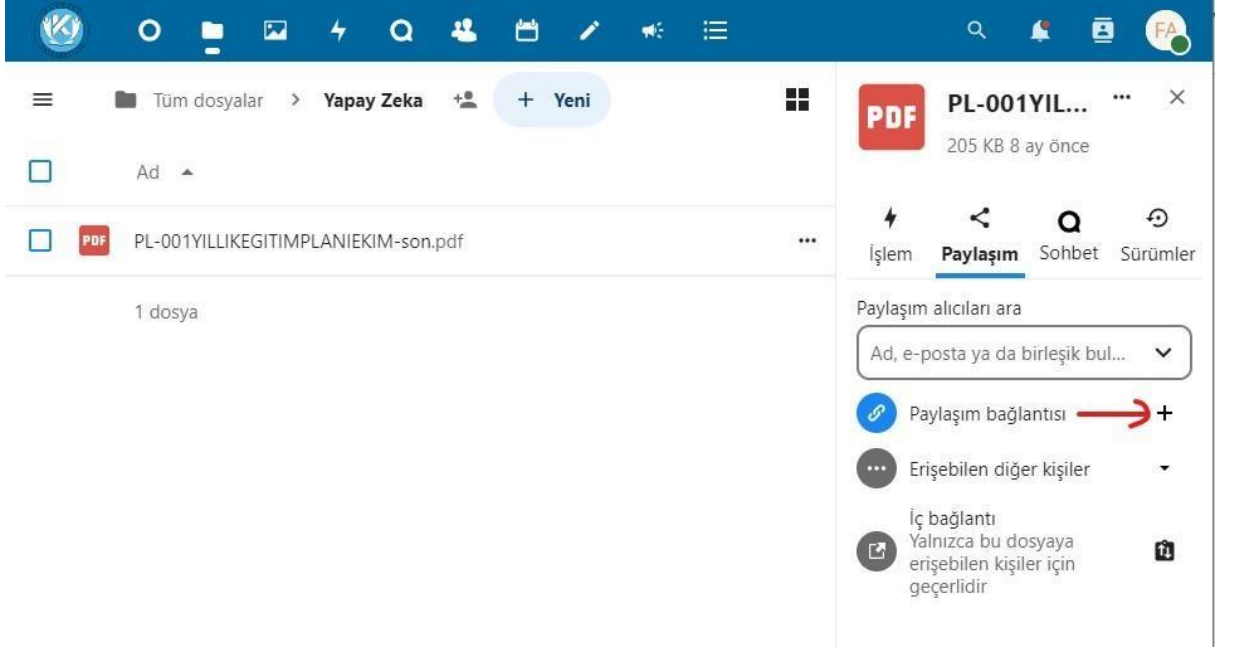 FA
Tüm dosyalar > Yapay Zeka + Yeni
Ad
PDF PL-001YILLIKEGITIMPLANIEKIM-son.pdf ...
1 dosya
PDF PL-001YIL... ...
205 KB 8 ay önce
İşlem Paylaşım Sohbet Sürümler
Paylaşım alıcıları ara
Ad, e-posta ya da birleşik bul...
Paylaşım bağlantısı +
Erişebilen diğer kişiler
İç bağlantı
Yalnızca bu dosyaya
erişebilen kişiler için
geçerlidir